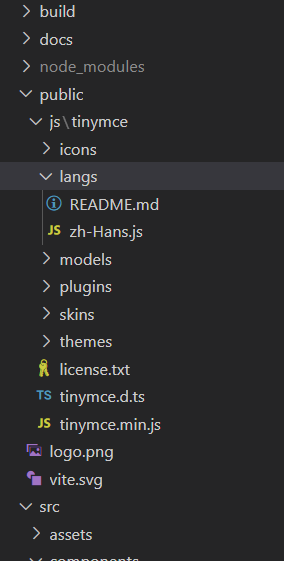 build
docs
node_modules
public
js\tinymce
icons
langs
README.md
JS zh-Hans.js
models
plugins
skins
themes
license.txt
TS tinymce.d.ts
JS tinymce.min.js
logo.png
vite.svg
src
assets
components